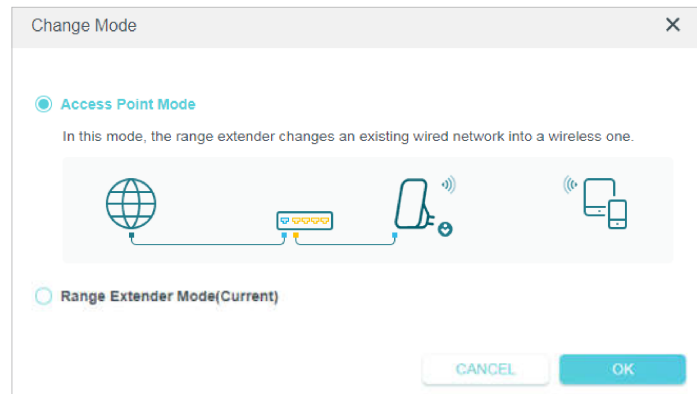 Change Mode
Access Point Mode
In this mode, the range extender changes an existing wired network into a wireless one.
Range Extender Mode(Current)
CANCEL
OK